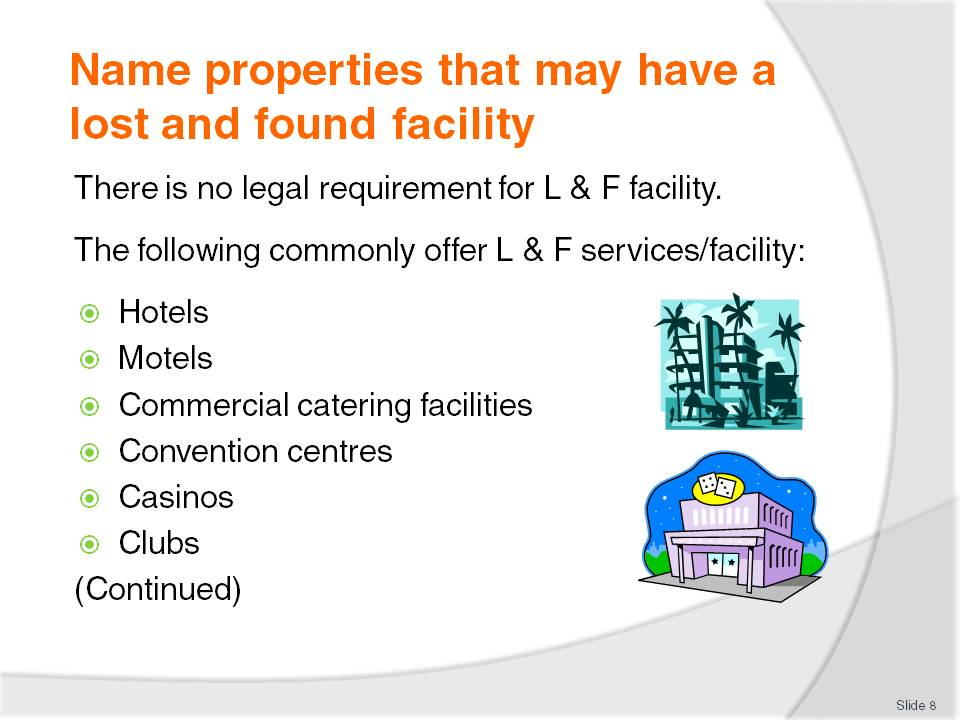 Name properties that may have a
lost and found facility
There is no legal requirement for L & F facility.
The following commonly offer L & F services/facility:
Hotels
Motels
Commercial catering facilities
Convention centres
Casinos
Clubs
(Continued)
Slide 8